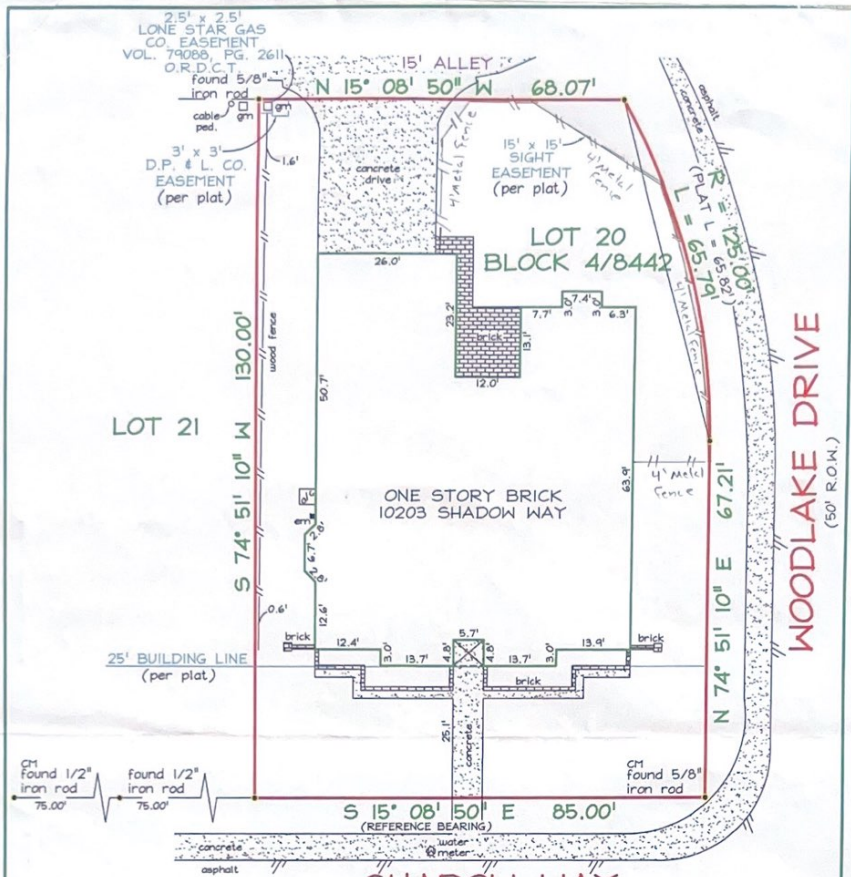 2.5' x 2.5'
LONE STAR GAS
CO. EASEMENT
VOL. 79088, PG. 2611
O.R.D.C.T.
found 5/8"
iron rod
cable
ped.
gm
gm
15' ALLEY
N 15° 08' 50" W 68.07'
3' x 3'
D.P. & L. CO.
EASEMENT
(per plat)
1.6'
concrete
drive
4' Metal Fence
15' x 15'
SIGHT
EASEMENT
(per plat)
4' Metal
Fence
asphalt
concrete
R = 125.00'
(PLAT L = 65.82')
L = 65.79'
LOT 20
BLOCK 4/8442
26.0'
23.2'
brick
13.1'
12.0'
7.7'
3.0'
7.4'
3.0'
6.3'
4' Metal Fence
wood fence
S 74° 51' 10" W 130.00'
LOT 21
50.7'
ONE STORY BRICK
10203 SHADOW WAY
63.9'
4' Metal
Fence
N 74° 51' 10" E 67.21'
WOODLAKE DRIVE
(50' R.O.W.)
6.7'
12.6'
0.6'
brick
12.4'
3.0'
13.7'
4.8'
5.7'
4.8'
13.7'
3.0'
13.9'
brick
25' BUILDING LINE
(per plat)
brick
25.1'
concrete
CM
found 1/2"
iron rod
75.00'
found 1/2"
iron rod
75.00'
CM
found 5/8"
iron rod
S 15° 08' 50" E 85.00'
(REFERENCE BEARING)
concrete
water
meter
asphalt
SHADOW WAY